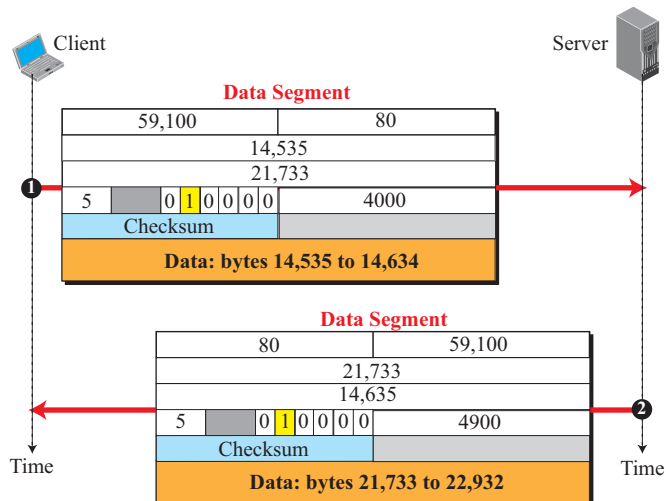 Client
Server
Data Segment
59,100 80
14,535
21,733
1
5 0 1 0 0 0 0 4000
Checksum
Data: bytes 14,535 to 14,634
Data Segment
80 59,100
21,733
14,635
5 0 1 0 0 0 0 4900
2
Checksum
Time
Time
Data: bytes 21,733 to 22,932